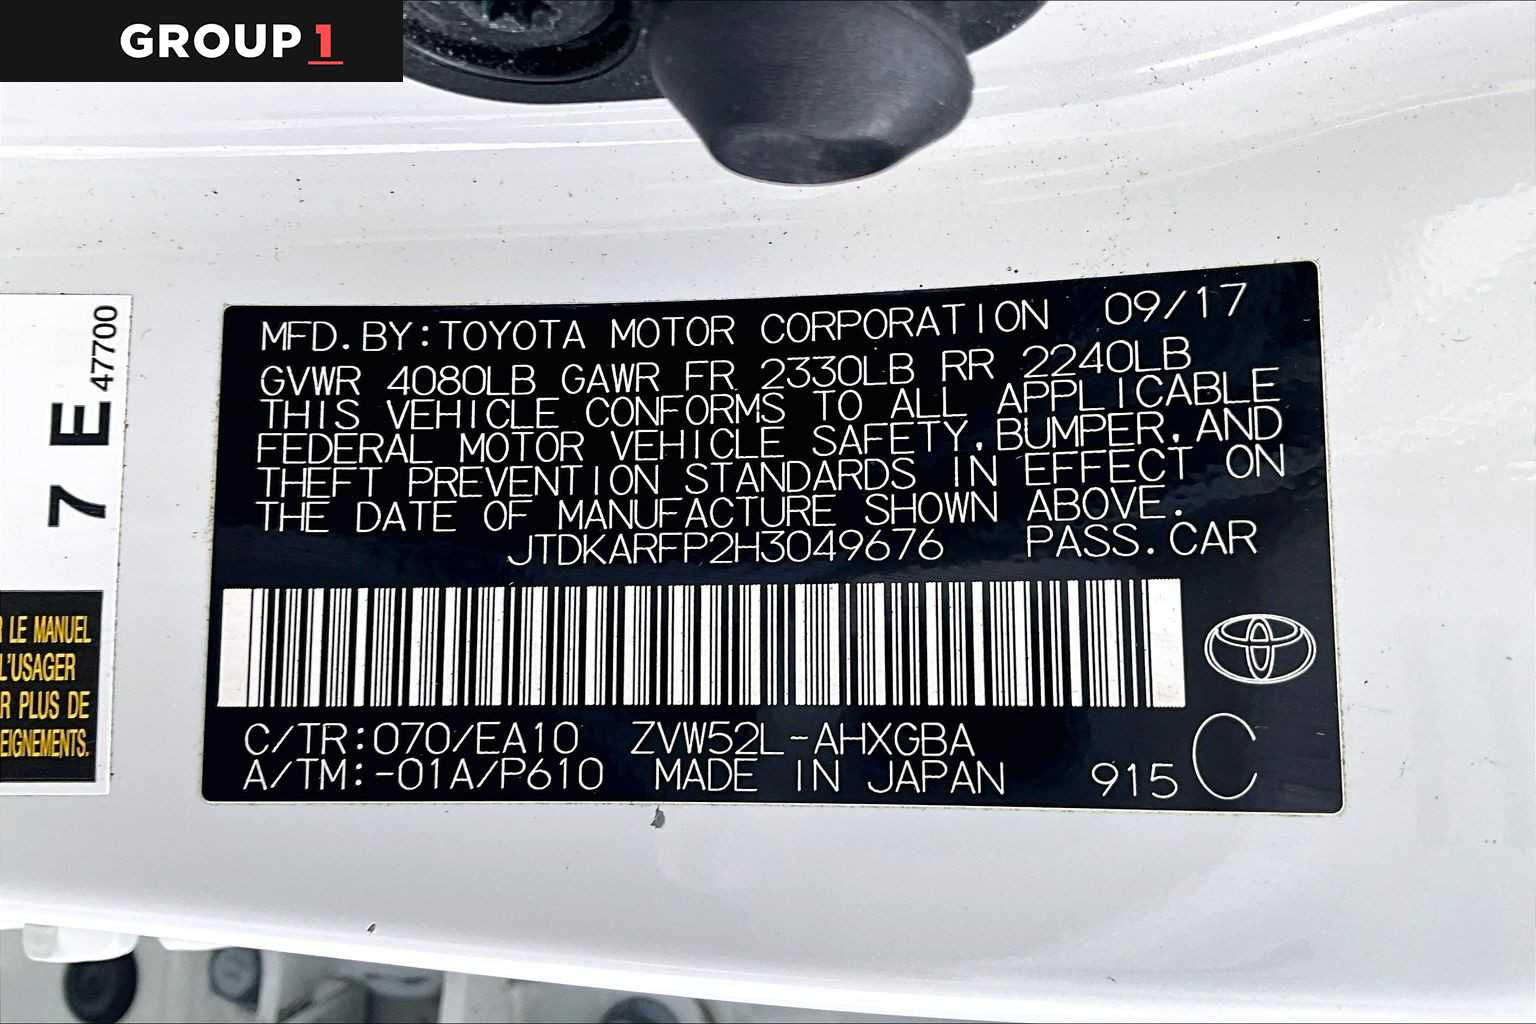 GROUP 1
MFD.BY:TOYOTA MOTOR CORPORATION 09/17
GVWR 4080LB GAWR FR 2330LB RR 2240LB
THIS VEHICLE CONFORMS TO ALL APPLICABLE
FEDERAL MOTOR VEHICLE SAFETY,BUMPER,AND
THEFT PREVENTION STANDARDS IN EFFECT ON
THE DATE OF MANUFACTURE SHOWN ABOVE.
JTDKARFP2H3049676 PASS.CAR
C/TR:070/EA10 ZVW52L-AHXGBA
A/TM:-01A/P610 MADE IN JAPAN 915 C
7 E 47700
R LE MANUEL
L'USAGER
R PLUS DE
EIGNEMENTS.